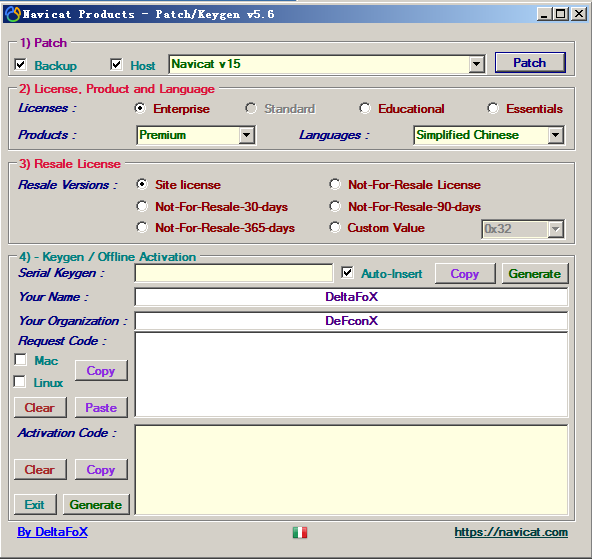 Navicat Products - Patch/Keygen v5.6
1) Patch
Backup Host Navicat v15 Patch
2) License, Product and Language
Licenses : Enterprise Standard Educational Essentials
Products : Premium Languages : Simplified Chinese
3) Resale License
Resale Versions : Site license Not-For-Resale License
Not-For-Resale-30-days Not-For-Resale-90-days
Not-For-Resale-365-days Custom Value 0x32
4) - Keygen / Offline Activation
Serial Keygen : Auto-Insert Copy Generate
Your Name : DeltaFoX
Your Organization : DeFconX
Request Code :
Mac
Copy
Linux
Clear Paste
Activation Code :
Clear Copy
Exit Generate
By DeltaFoX https://navicat.com